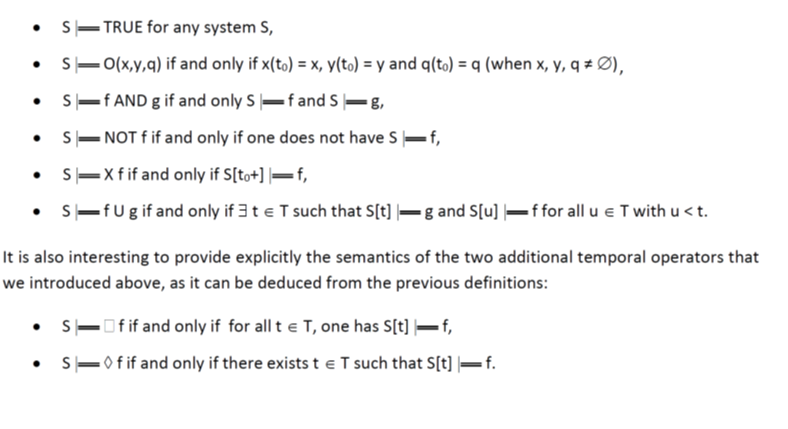 • S |══ TRUE for any system S,
• S |══ O(x,y,q) if and only if x(t₀) = x, y(t₀) = y and q(t₀) = q (when x, y, q ≠ ∅),
• S |══ f AND g if and only S |══ f and S |══ g,
• S |══ NOT f if and only if one does not have S |══ f,
• S |══ X f if and only if S[t₀+] |══ f,
• S |══ f U g if and only if ∃ t ∈ T such that S[t] |══ g and S[u] |══ f for all u ∈ T with u < t.
It is also interesting to provide explicitly the semantics of the two additional temporal operators that
we introduced above, as it can be deduced from the previous definitions:
• S |══ □ f if and only if for all t ∈ T, one has S[t] |══ f,
• S |══ ◊ f if and only if there exists t ∈ T such that S[t] |══ f.